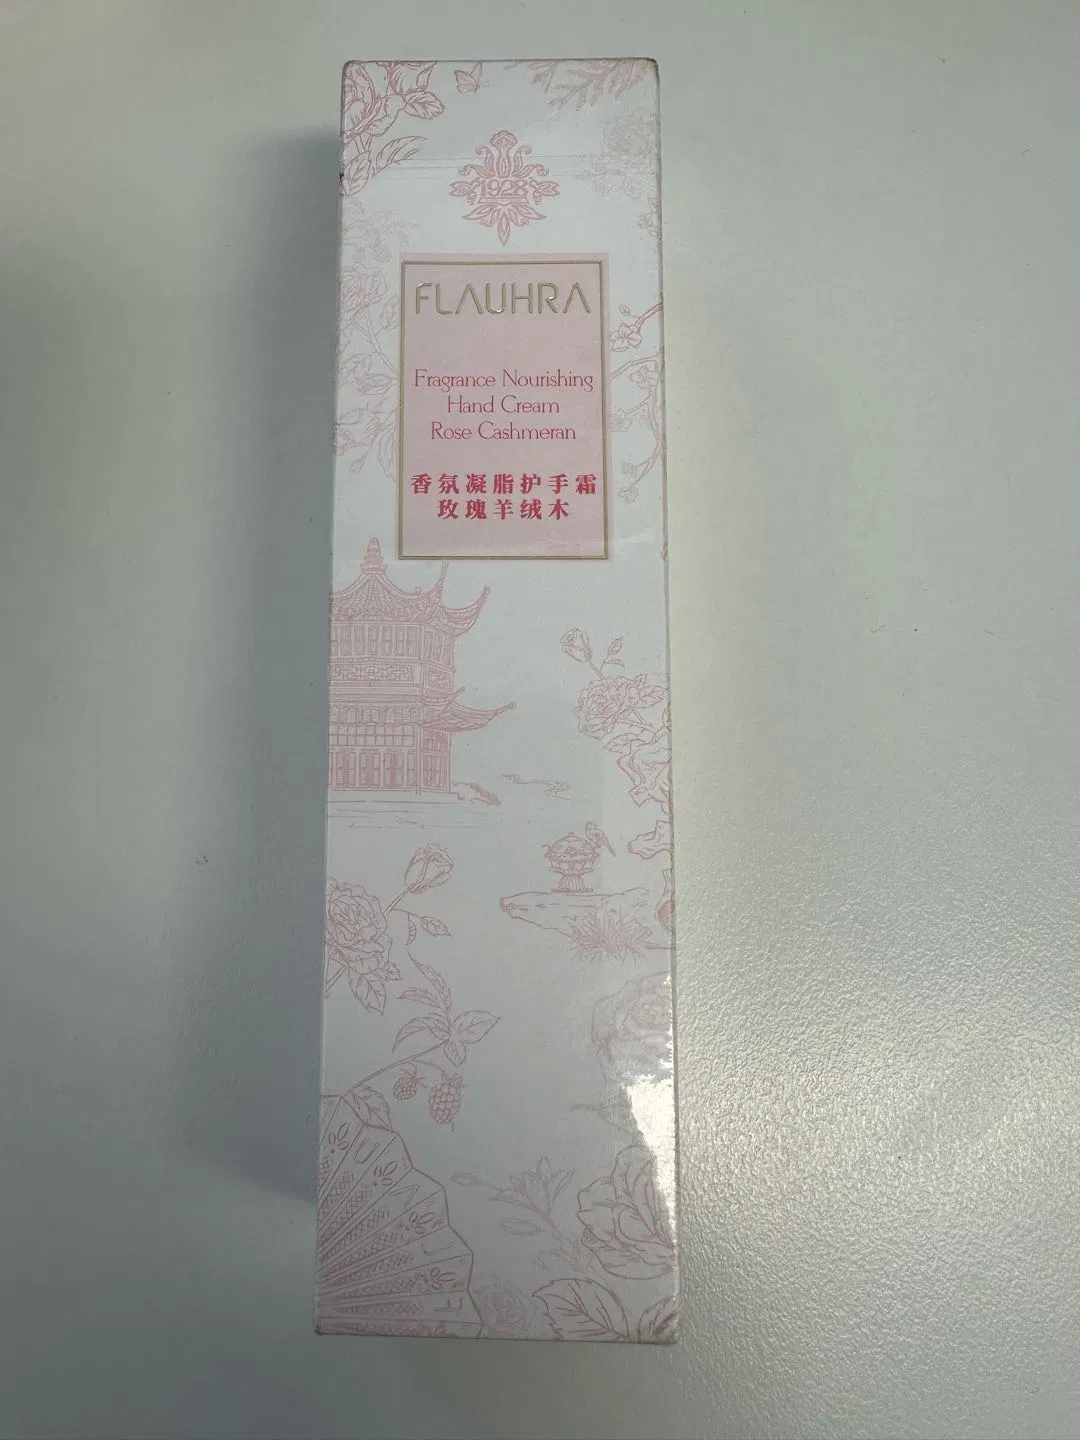 1928
FLAUHRA
Fragrance Nourishing
Hand Cream
Rose Cashmeran
香氛凝脂护手霜
玫瑰羊绒木